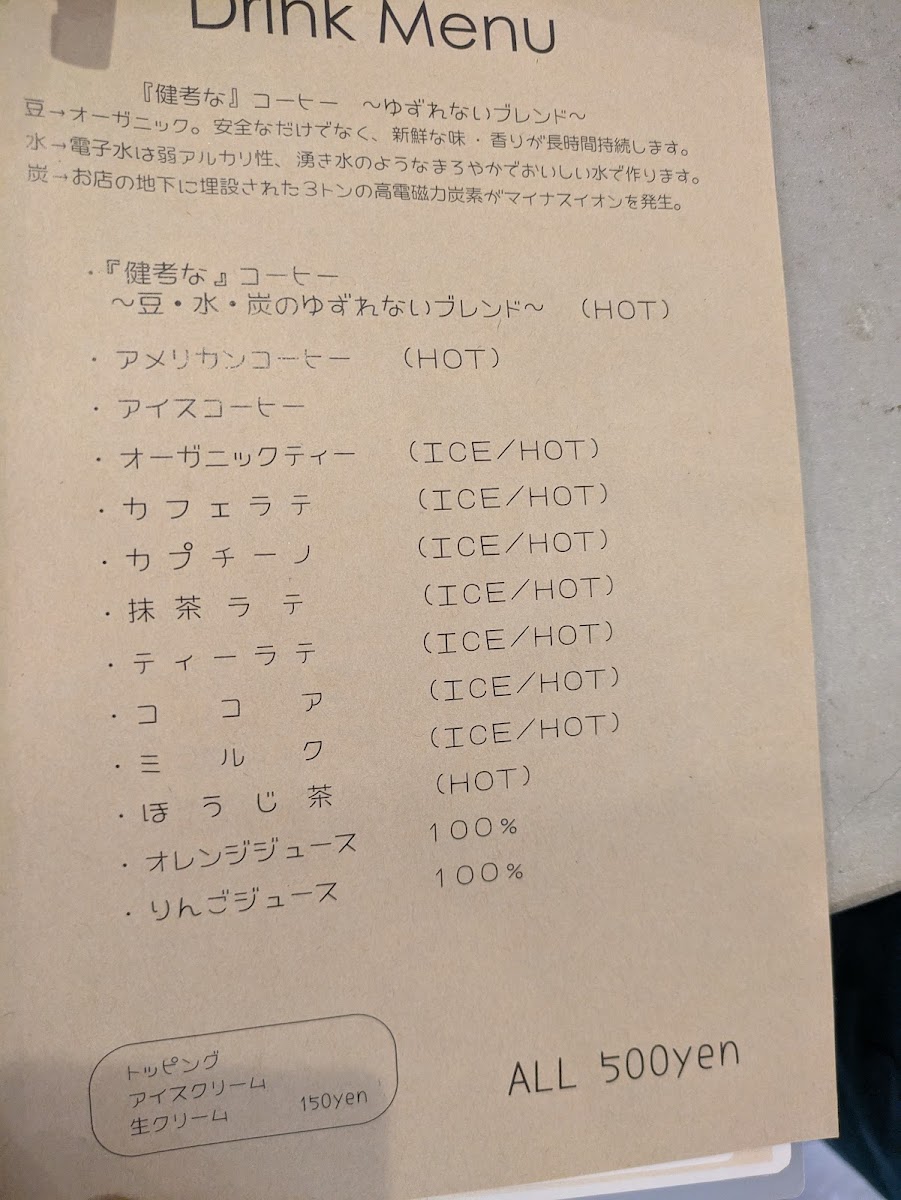 Drink Menu
『健考な』コーヒー ～ゆずれないブレンド～
豆→オーガニック。安全なだけでなく、新鮮な味・香りが長時間持続します。
水→電子水は弱アルカリ性、湧き水のようなまろやかでおいしい水で作ります。
炭→お店の地下に埋設された３トンの高電磁力炭素がマイナスイオンを発生。
・『健考な』コーヒー
～豆・水・炭のゆずれないブレンド～ （HOT）
・アメリカンコーヒー （HOT）
・アイスコーヒー
・オーガニックティー （ICE/HOT）
・カフェラテ （ICE/HOT）
・カプチーノ （ICE/HOT）
・抹茶ラテ （ICE/HOT）
・ティーラテ （ICE/HOT）
・ココア （ICE/HOT）
・ミルク （ICE/HOT）
・ほうじ茶 （HOT）
・オレンジジュース 100％
・りんごジュース 100％
トッピング
アイスクリーム
生クリーム 150yen
ALL 500yen